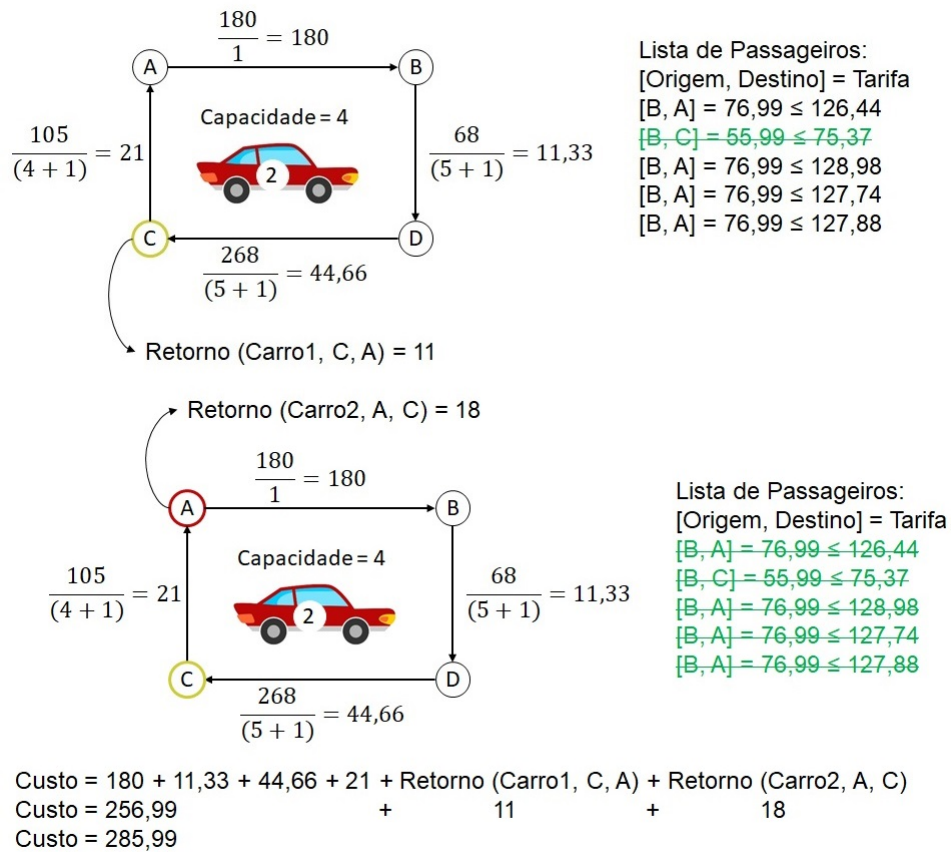 180/1 = 180
A
B
Capacidade = 4
105/(4 + 1) = 21
2
68/(5 + 1) = 11,33
C
D
268/(5 + 1) = 44,66
Retorno (Carro1, C, A) = 11
Lista de Passageiros:
[Origem, Destino] = Tarifa
[B, A] = 76,99 ≤ 126,44
[B, C] = 55,99 ≤ 75,37
[B, A] = 76,99 ≤ 128,98
[B, A] = 76,99 ≤ 127,74
[B, A] = 76,99 ≤ 127,88
Retorno (Carro2, A, C) = 18
180/1 = 180
A
B
Capacidade = 4
105/(4 + 1) = 21
2
68/(5 + 1) = 11,33
C
D
268/(5 + 1) = 44,66
Lista de Passageiros:
[Origem, Destino] = Tarifa
[B, A] = 76,99 ≤ 126,44
[B, C] = 55,99 ≤ 75,37
[B, A] = 76,99 ≤ 128,98
[B, A] = 76,99 ≤ 127,74
[B, A] = 76,99 ≤ 127,88
Custo = 180 + 11,33 + 44,66 + 21 + Retorno (Carro1, C, A) + Retorno (Carro2, A, C)
Custo = 256,99 + 11 + 18
Custo = 285,99